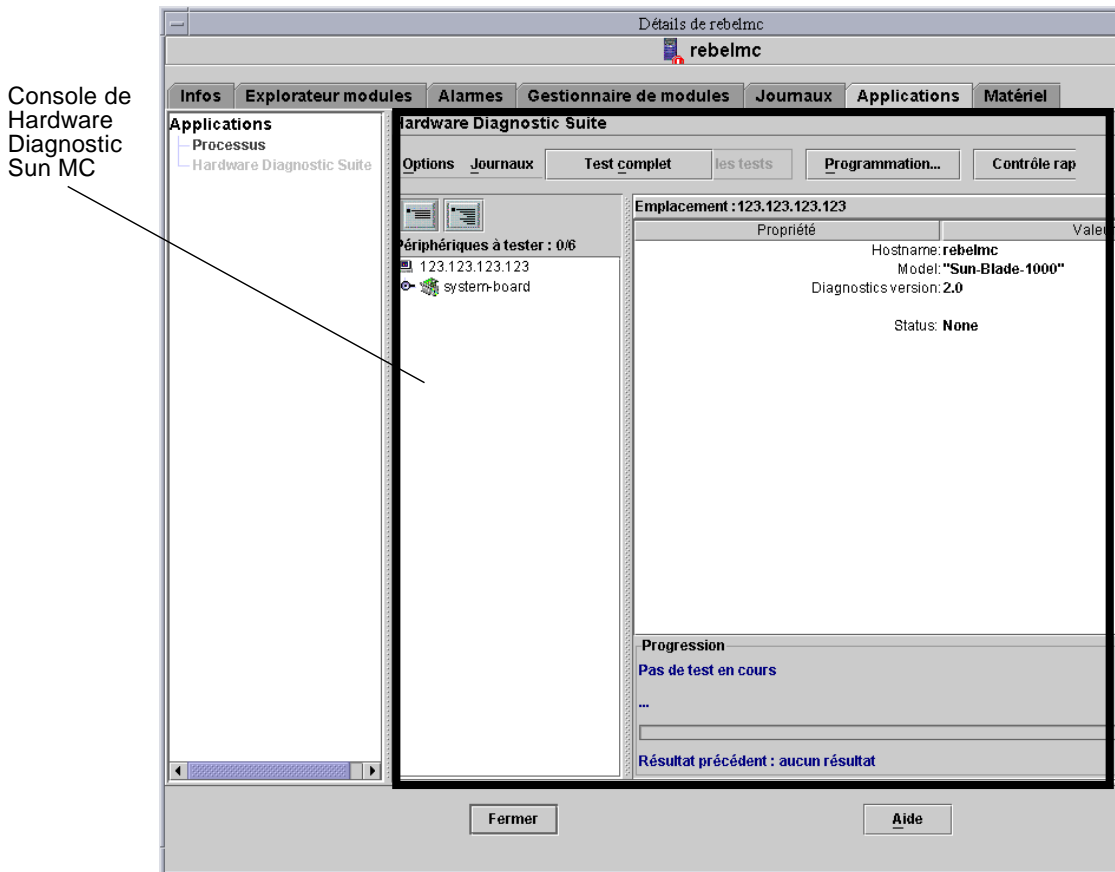 Détails de rebelmc
rebelmc
Console de
Hardware
Diagnostic
Sun MC
Infos Explorateur modules Alarmes Gestionnaire de modules Journaux Applications Matériel
Applications
Processus
Hardware Diagnostic Suite
Hardware Diagnostic Suite
Options Journaux Test complet les tests Programmation... Contrôle rap
Périphériques à tester : 0/6
123.123.123.123
system-board
Emplacement : 123.123.123.123
Propriété Valeu
Hostname: rebelmc
Model: "Sun-Blade-1000"
Diagnostics version: 2.0
Status: None
Progression
Pas de test en cours
...
Résultat précédent : aucun résultat
Fermer Aide